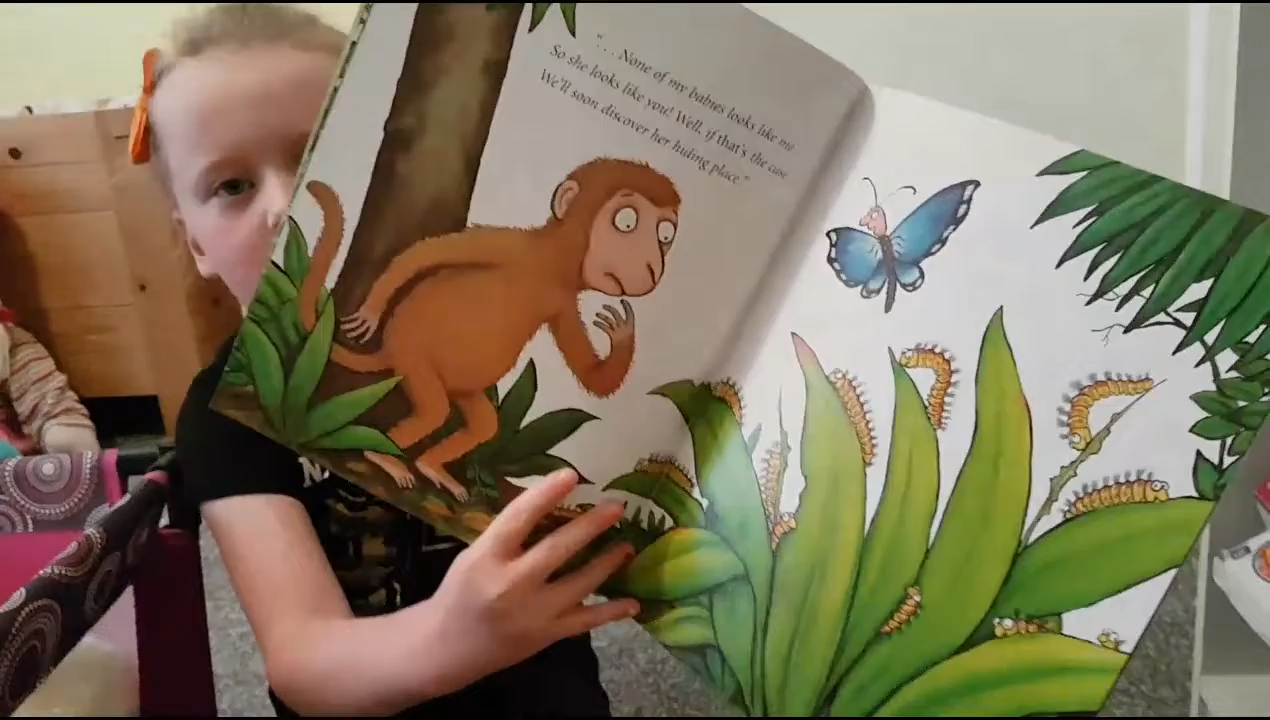 ". . . None of my babies looks like me
So she looks like you! Well, if that's the case
We'll soon discover her hiding place."